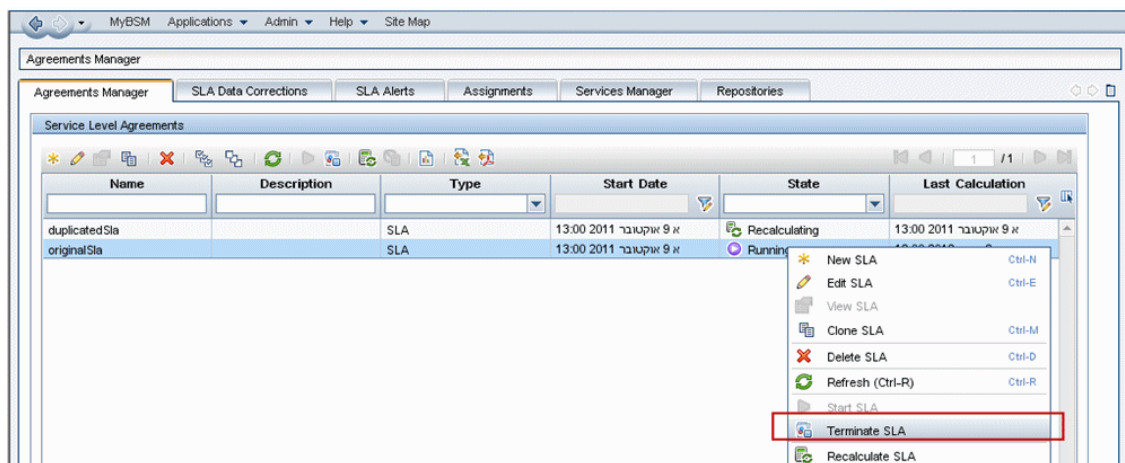 MyBSM Applications Admin Help Site Map
Agreements Manager
Agreements Manager SLA Data Corrections SLA Alerts Assignments Services Manager Repositories
Service Level Agreements
1 /1
Name Description Type Start Date State Last Calculation
duplicatedSla SLA א 9 אוקטובר 2011 13:00 Recalculating א 9 אוקטובר 2011 13:00
originalSla SLA א 9 אוקטובר 2011 13:00 Running
New SLA Ctrl-N
Edit SLA Ctrl-E
View SLA
Clone SLA Ctrl-M
Delete SLA Ctrl-D
Refresh (Ctrl-R) Ctrl-R
Start SLA
Terminate SLA
Recalculate SLA